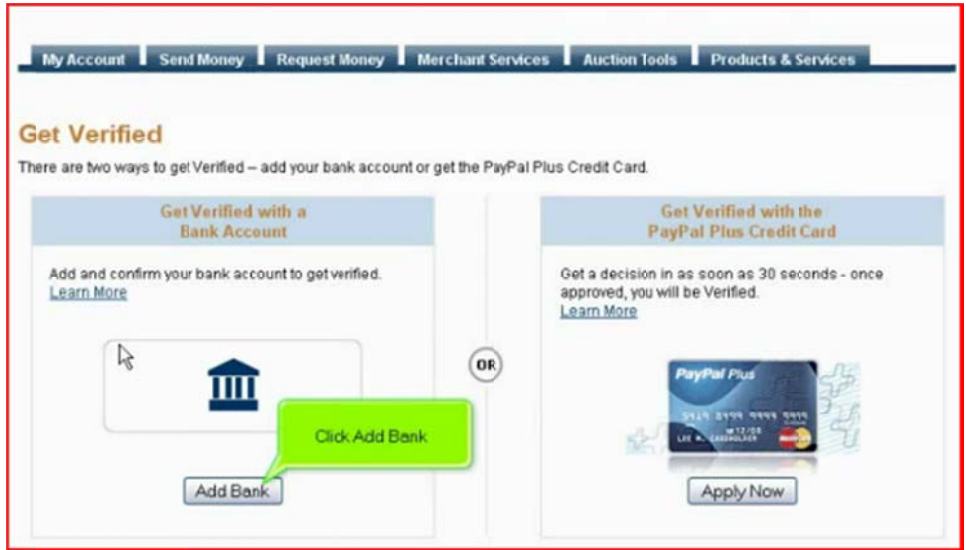 My Account Send Money Request Money Merchant Services Auction Tools Products & Services
Get Verified
There are two ways to get Verified – add your bank account or get the PayPal Plus Credit Card.
Get Verified with a
Bank Account
Add and confirm your bank account to get verified.
Learn More
Click Add Bank
Add Bank
OR
Get Verified with the
PayPal Plus Credit Card
Get a decision in as soon as 30 seconds - once
approved, you will be Verified.
Learn More
PayPal Plus
12/08
LEE M. CARDHOLDER
Apply Now